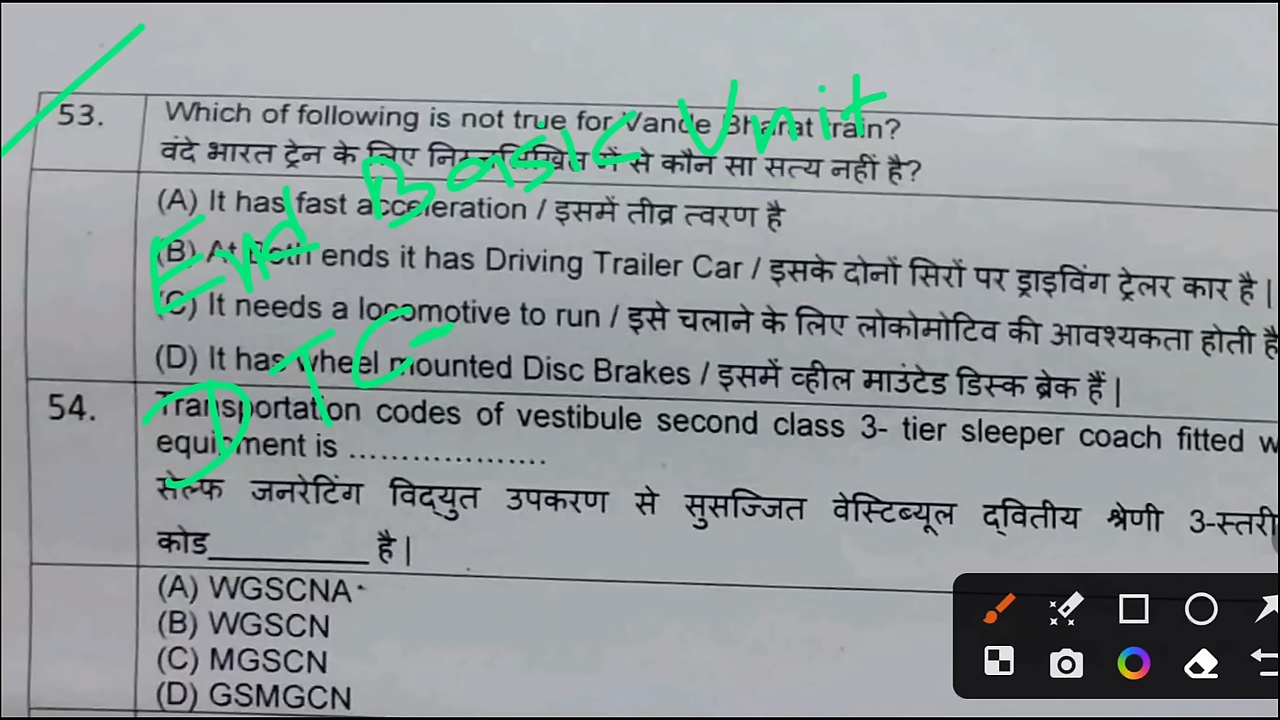 53.
Which of following is not true for Vande Bharat train?
वंदे भारत ट्रेन के लिए निम्नलिखित में से कौन सा सत्य नहीं है?
End Basic Unit
(A) It has fast acceleration / इसमें तीव्र त्वरण है
(B) At Both ends it has Driving Trailer Car / इसके दोनों सिरों पर ड्राइविंग ट्रेलर कार है |
(C) It needs a locomotive to run / इसे चलाने के लिए लोकोमोटिव की आवश्यकता होती है
(D) It has wheel mounted Disc Brakes / इसमें व्हील माउंटेड डिस्क ब्रेक हैं |
DTC
54.
Transportation codes of vestibule second class 3- tier sleeper coach fitted
equipment is ...................
सेल्फ जनरेटिंग विद्युत उपकरण से सुसज्जित वेस्टिब्यूल द्वितीय श्रेणी 3-स्तरी
कोड__________ है |
(A) WGSCNA
(B) WGSCN
(C) MGSCN
(D) GSMGCN